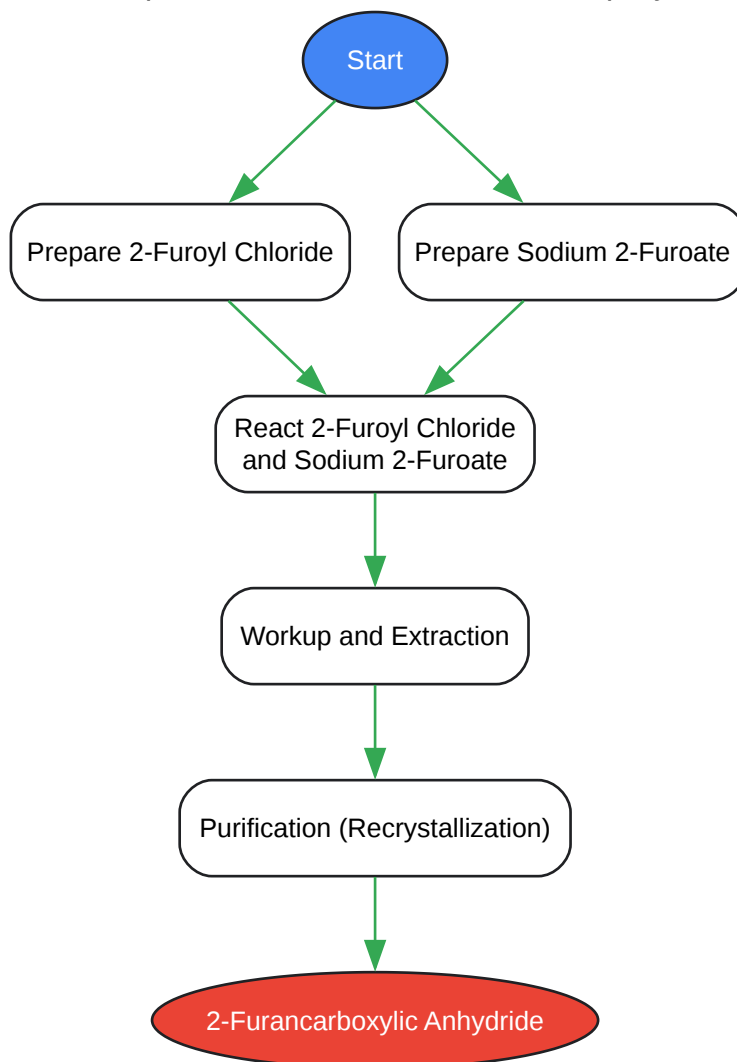 Start
Prepare 2-Furoyl Chloride
Prepare Sodium 2-Furoate
React 2-Furoyl Chloride
and Sodium 2-Furoate
Workup and Extraction
Purification (Recrystallization)
2-Furancarboxylic Anhydride